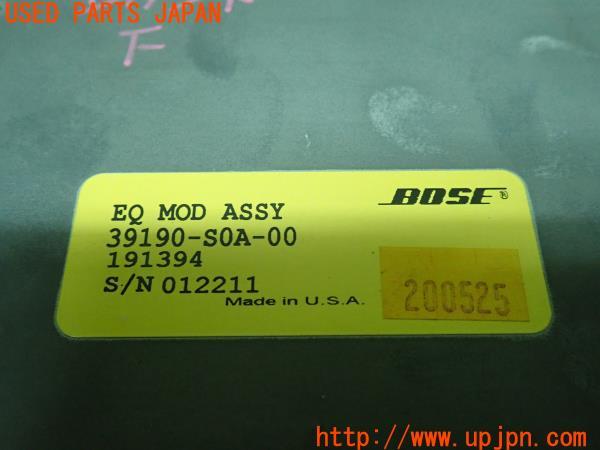 USED PARTS JAPAN
F
EQ MOD ASSY
39190-S0A-00
191394
S/N 012211
Made in U.S.A.
BOSE®
200525
http://www.upjpn.com